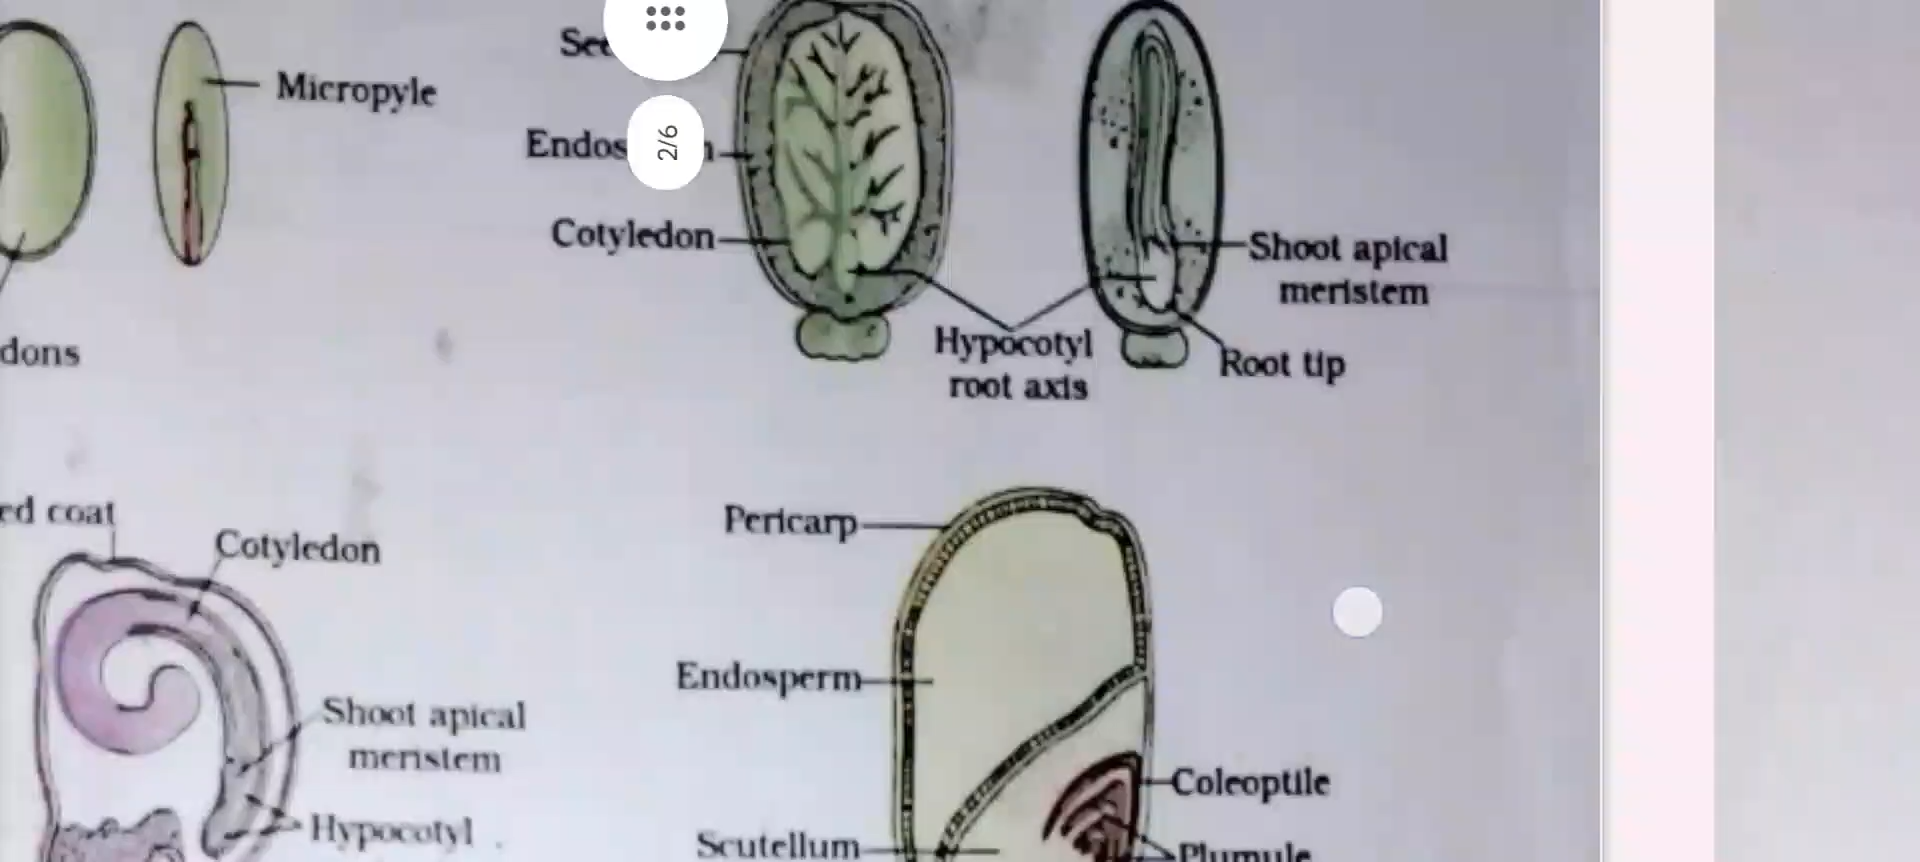 Micropyle
2/6
Cotyledon
Shoot apical
meristem
Hypocotyl
root axis
Root tip
dons
ed coat
Cotyledon
Pericarp
Endosperm
Shoot apical
meristem
Coleoptile
Hypocotyl
Scutellum
Plumule